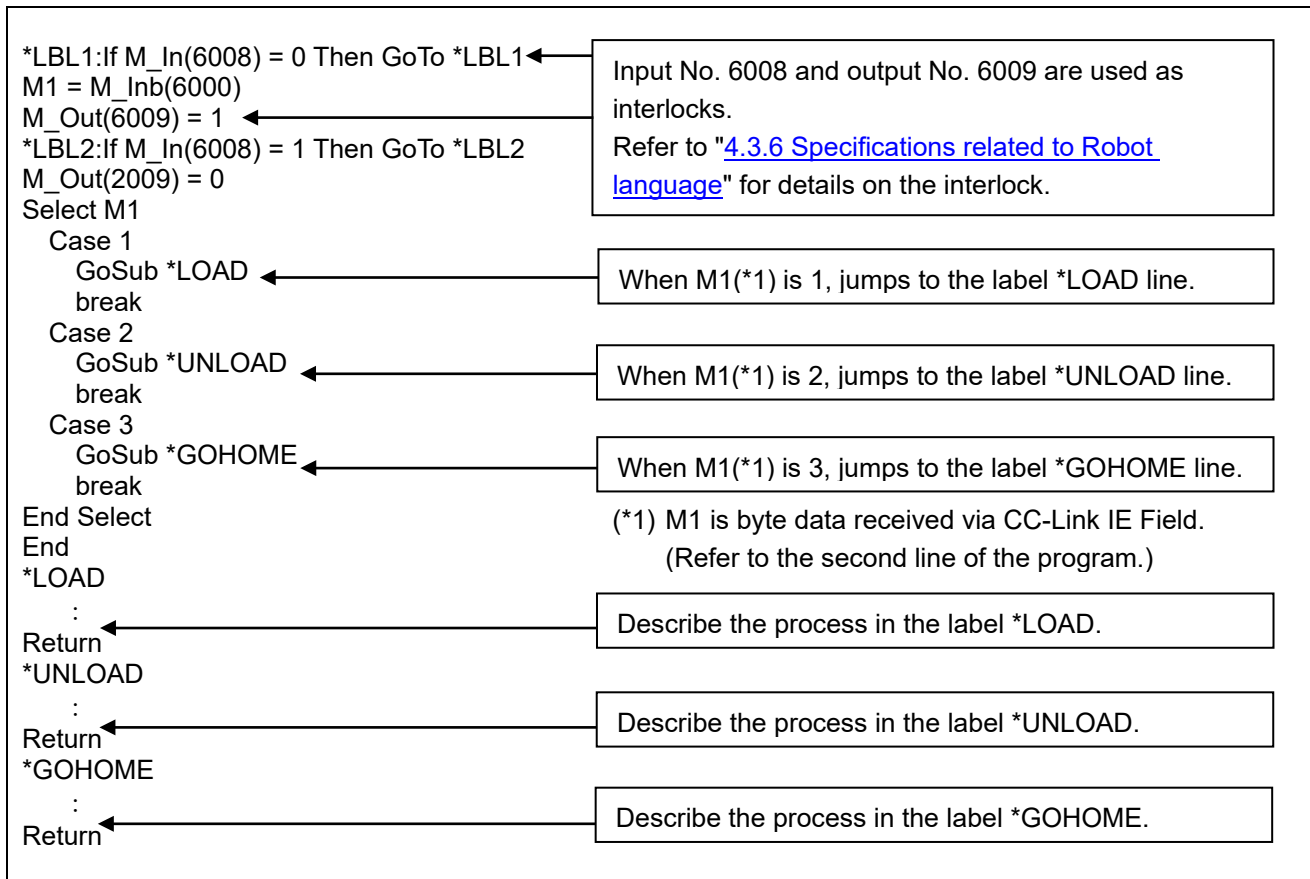 *LBL1:If M_In(6008) = 0 Then GoTo *LBL1
M1 = M_Inb(6000)
M_Out(6009) = 1
*LBL2:If M_In(6008) = 1 Then GoTo *LBL2
M_Out(2009) = 0
Select M1
Case 1
GoSub *LOAD
break
Case 2
GoSub *UNLOAD
break
Case 3
GoSub *GOHOME
break
End Select
End
*LOAD
:
Return
*UNLOAD
:
Return
*GOHOME
:
Return
Input No. 6008 and output No. 6009 are used as
interlocks.
Refer to "4.3.6 Specifications related to Robot
language" for details on the interlock.
When M1(*1) is 1, jumps to the label *LOAD line.
When M1(*1) is 2, jumps to the label *UNLOAD line.
When M1(*1) is 3, jumps to the label *GOHOME line.
(*1) M1 is byte data received via CC-Link IE Field.
(Refer to the second line of the program.)
Describe the process in the label *LOAD.
Describe the process in the label *UNLOAD.
Describe the process in the label *GOHOME.